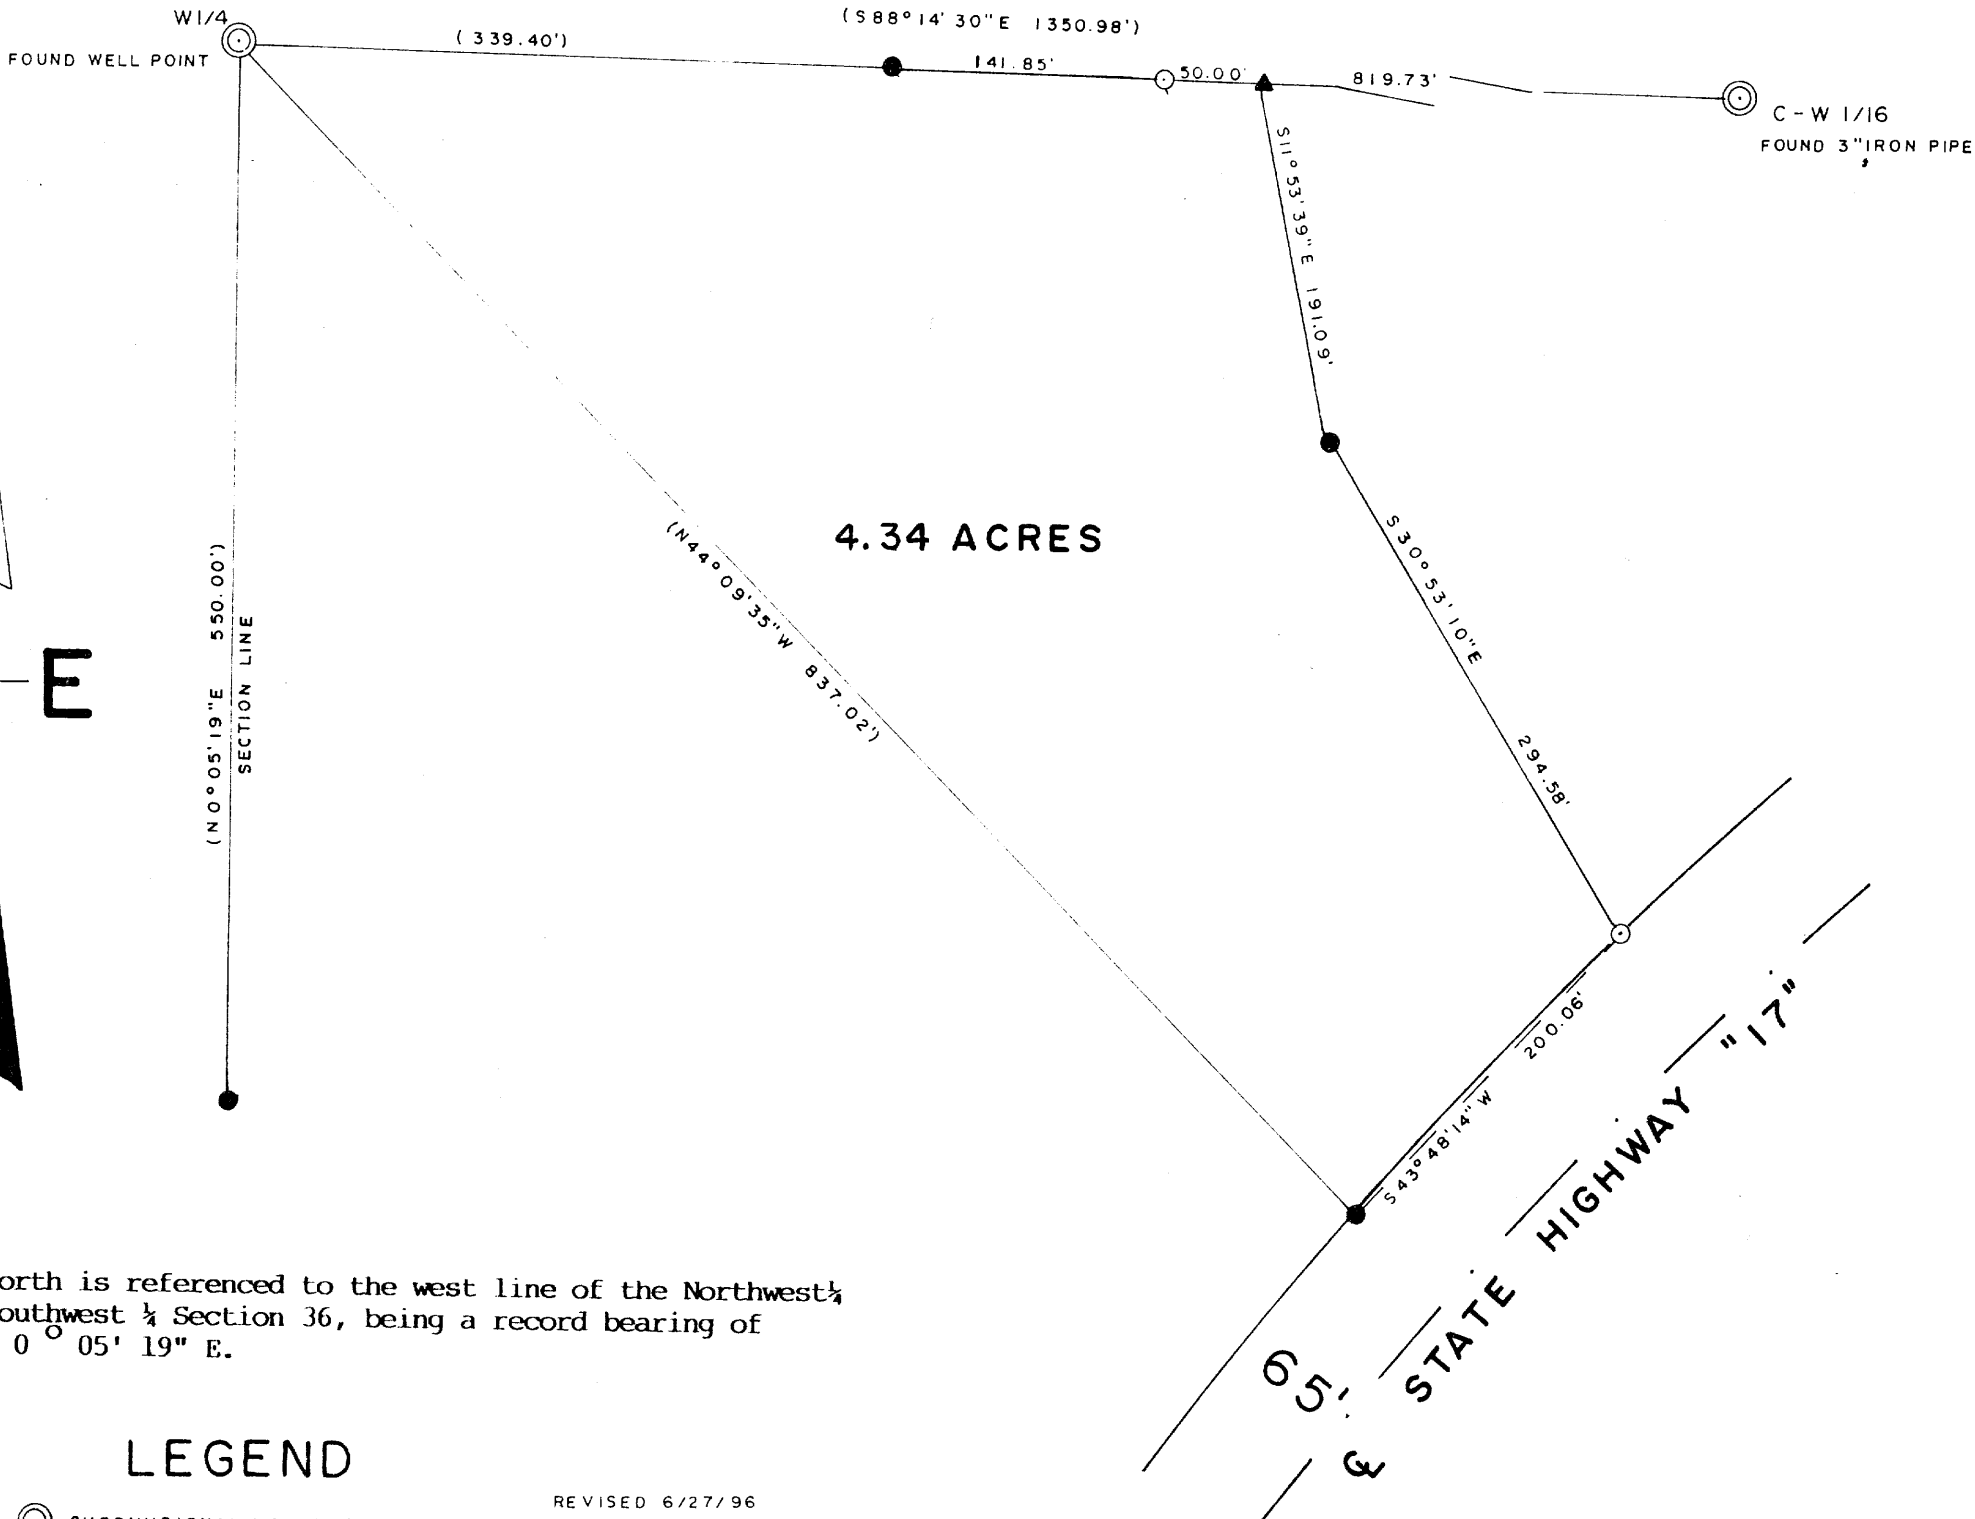 W1/4
FOUND WELL POINT
(339.40')
(S88°14'30"E 1350.98')
141.85'
50.00'
819.73'
C-W 1/16
FOUND 3"IRON PIPE
S11°53'39"E 191.09'
4.34 ACRES
S30°53'10"E 294.58'
(N44°09'35"W 837.02')
(N0°05'19"E 550.00')
SECTION LINE
E
S43°48'14"W 200.06'
STATE HIGHWAY "17"
65'
orth is referenced to the west line of the Northwest¼
outhwest ¼ Section 36, being a record bearing of
0° 05' 19" E.
LEGEND
REVISED 6/27/96